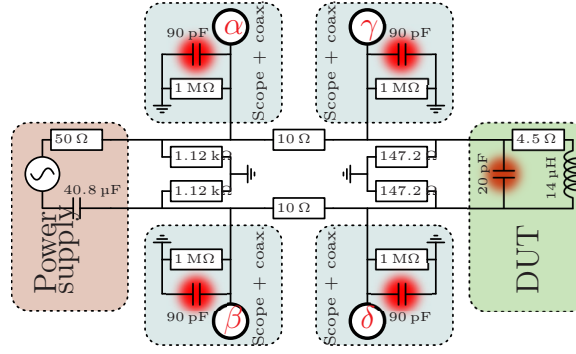 90 pF
α
1 MΩ
Scope + coax.
γ
90 pF
1 MΩ
Scope + coax.
50 Ω
10 Ω
4.5 Ω
1.12 kΩ
147.2 Ω
1.12 kΩ
147.2 Ω
40.8 µF
10 Ω
20 pF
14 µH
Power
supply
DUT
1 MΩ
90 pF
β
Scope + coax.
1 MΩ
δ
90 pF
Scope + coax.